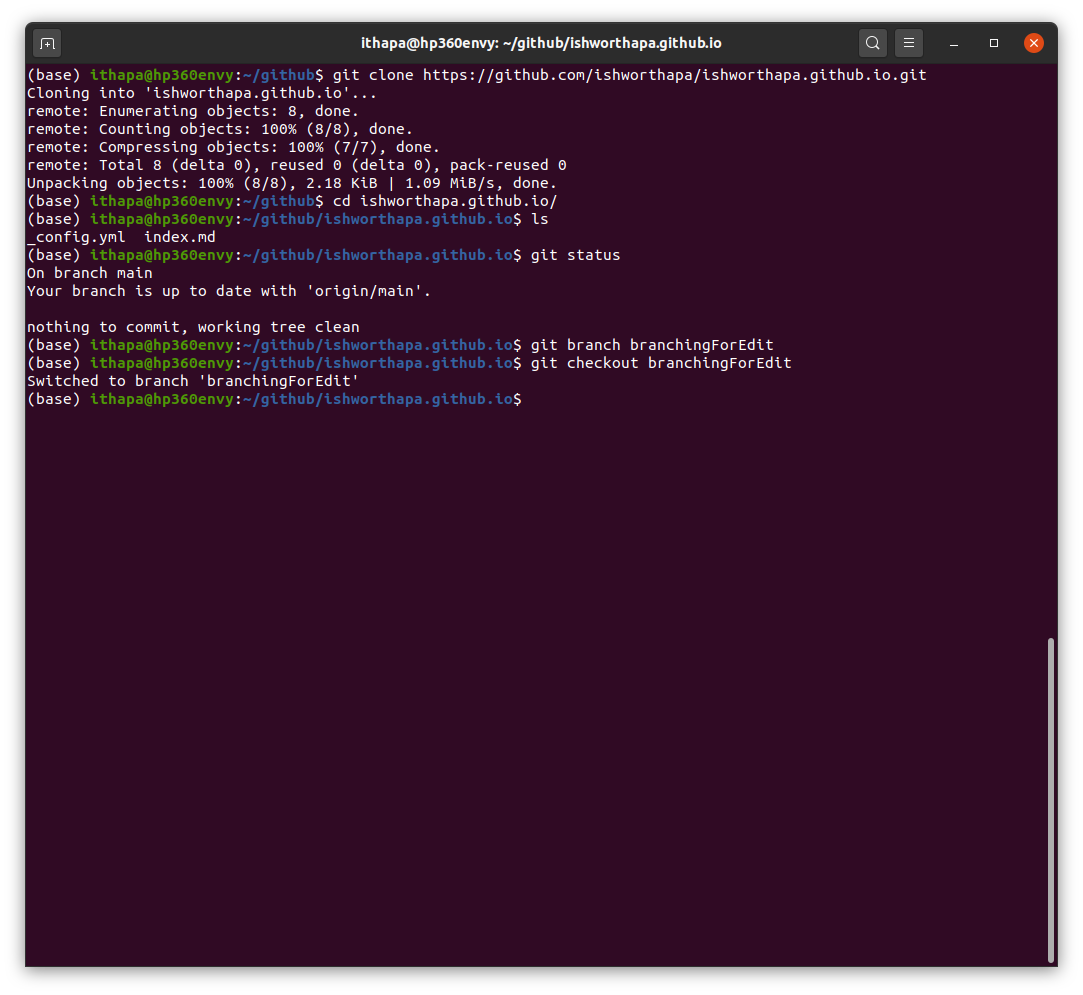 ithapa@hp360envy: ~/github/ishworthapa.github.io
(base) ithapa@hp360envy:~/github$ git clone https://github.com/ishworthapa/ishworthapa.github.io.git
Cloning into 'ishworthapa.github.io'...
remote: Enumerating objects: 8, done.
remote: Counting objects: 100% (8/8), done.
remote: Compressing objects: 100% (7/7), done.
remote: Total 8 (delta 0), reused 0 (delta 0), pack-reused 0
Unpacking objects: 100% (8/8), 2.18 KiB | 1.09 MiB/s, done.
(base) ithapa@hp360envy:~/github$ cd ishworthapa.github.io/
(base) ithapa@hp360envy:~/github/ishworthapa.github.io$ ls
_config.yml  index.md
(base) ithapa@hp360envy:~/github/ishworthapa.github.io$ git status
On branch main
Your branch is up to date with 'origin/main'.

nothing to commit, working tree clean
(base) ithapa@hp360envy:~/github/ishworthapa.github.io$ git branch branchingForEdit
(base) ithapa@hp360envy:~/github/ishworthapa.github.io$ git checkout branchingForEdit
Switched to branch 'branchingForEdit'
(base) ithapa@hp360envy:~/github/ishworthapa.github.io$